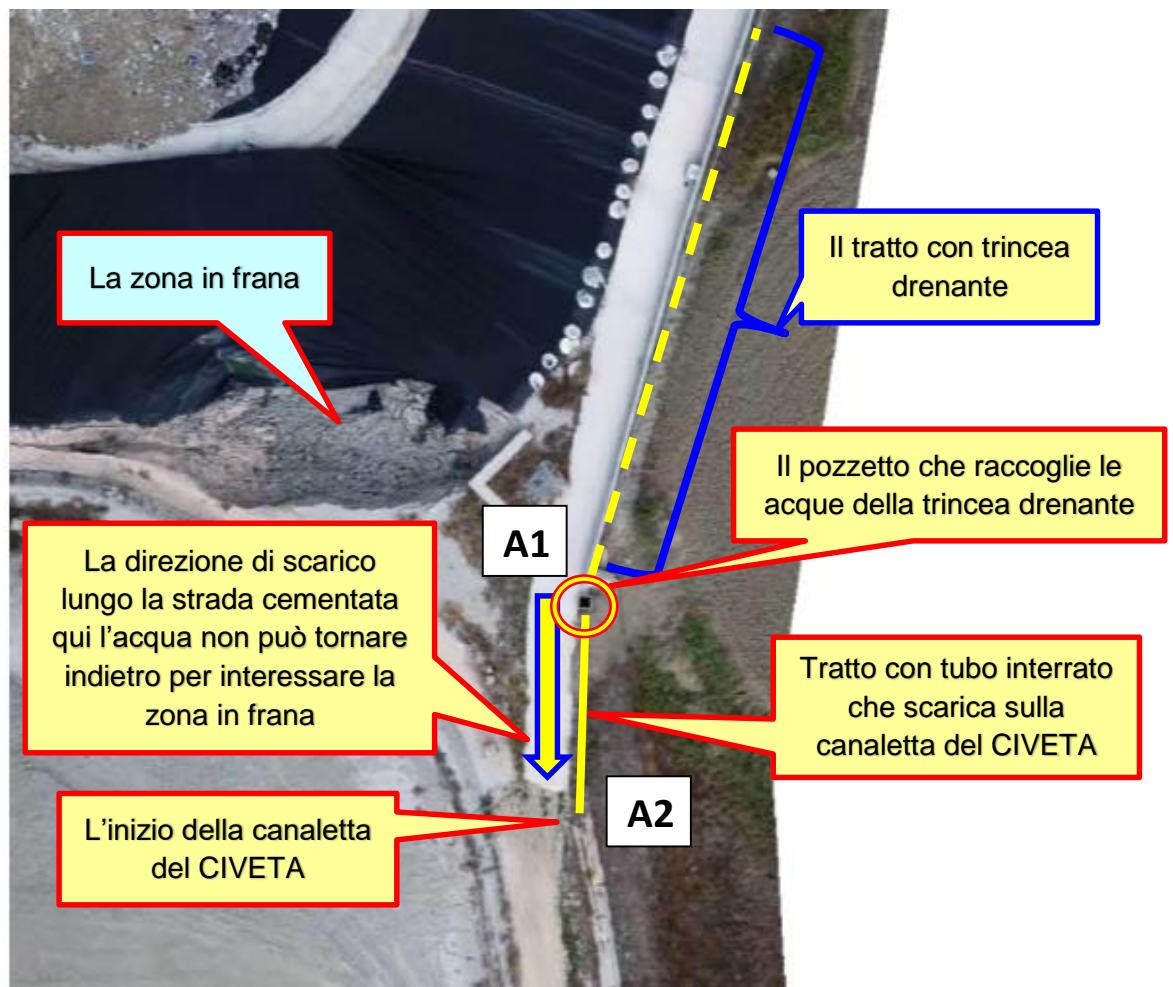 La zona in frana
Il tratto con trincea
drenante
Il pozzetto che raccoglie le
acque della trincea drenante
A1
La direzione di scarico
lungo la strada cementata
qui l’acqua non può tornare
indietro per interessare la
zona in frana
Tratto con tubo interrato
che scarica sulla
canaletta del CIVETA
A2
L’inizio della canaletta
del CIVETA